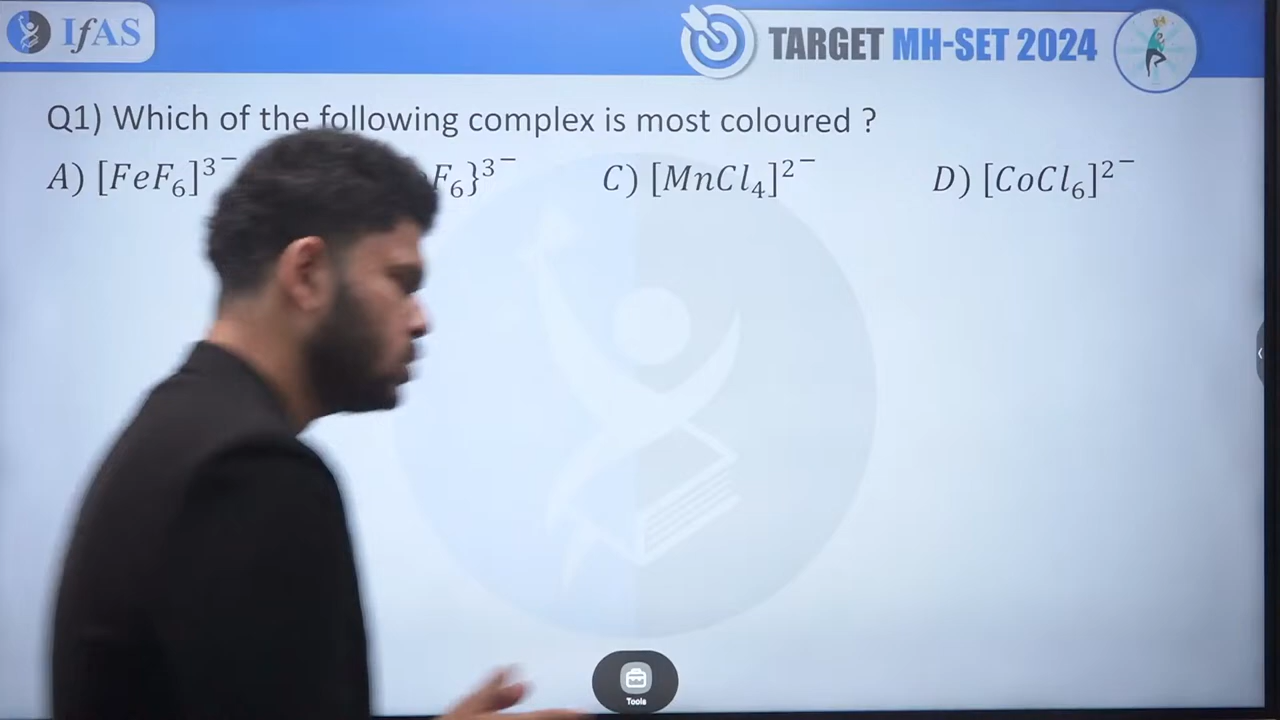 IfAS
TARGET MH-SET 2024
Q1) Which of the following complex is most coloured ?
A) [FeF₆]³⁻ F₆}³⁻ C) [MnCl₄]²⁻ D) [CoCl₆]²⁻
Tools